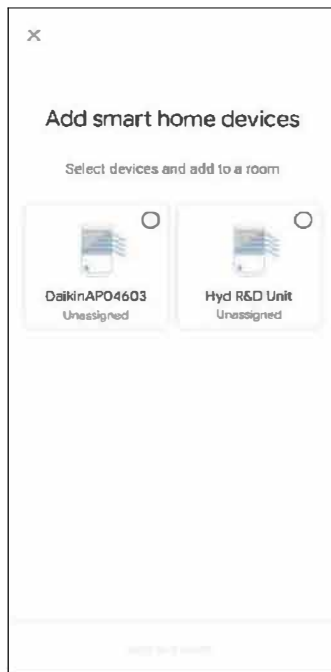 Add smart home devices
Select devices and add to a room
DaikinAP04603
Unassigned
Hyd R&D Unit
Unassigned